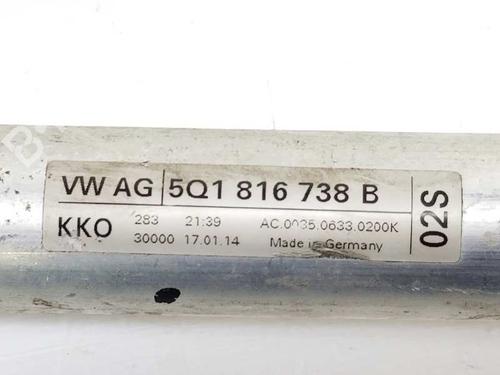 VW AG 5Q1 816 738 B
KKO 283 21:39 AC.0035.0633.0200K
30000 17.01.14 Made in Germany
02S